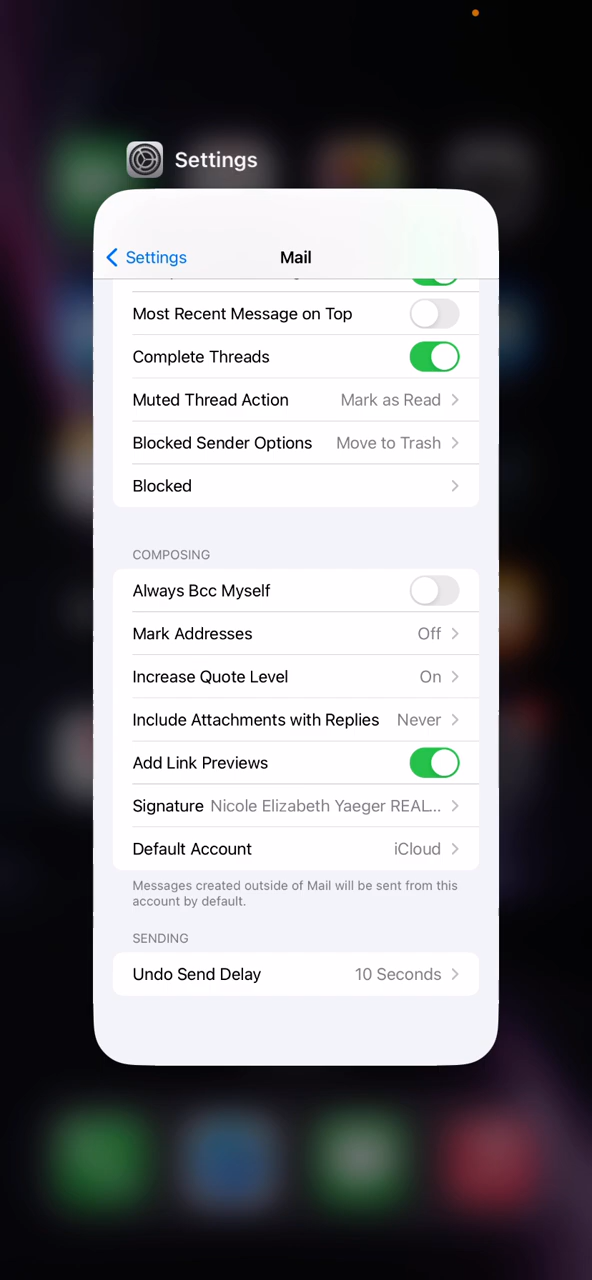 Settings
Settings
Mail
Most Recent Message on Top
Complete Threads
Muted Thread Action Mark as Read
Blocked Sender Options Move to Trash
Blocked
COMPOSING
Always Bcc Myself
Mark Addresses Off
Increase Quote Level On
Include Attachments with Replies Never
Add Link Previews
Signature Nicole Elizabeth Yaeger REAL...
Default Account iCloud
Messages created outside of Mail will be sent from this
account by default.
SENDING
Undo Send Delay 10 Seconds